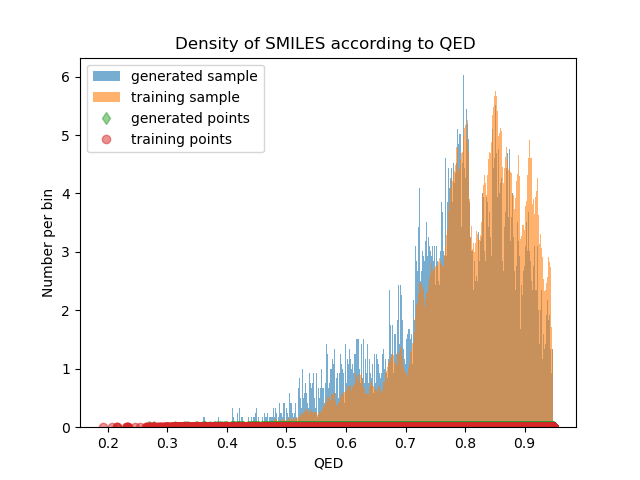 Density of SMILES according to QED
generated sample
training sample
generated points
training points
Number per bin
6
5
4
3
2
1
0
0.2 0.3 0.4 0.5 0.6 0.7 0.8 0.9
QED